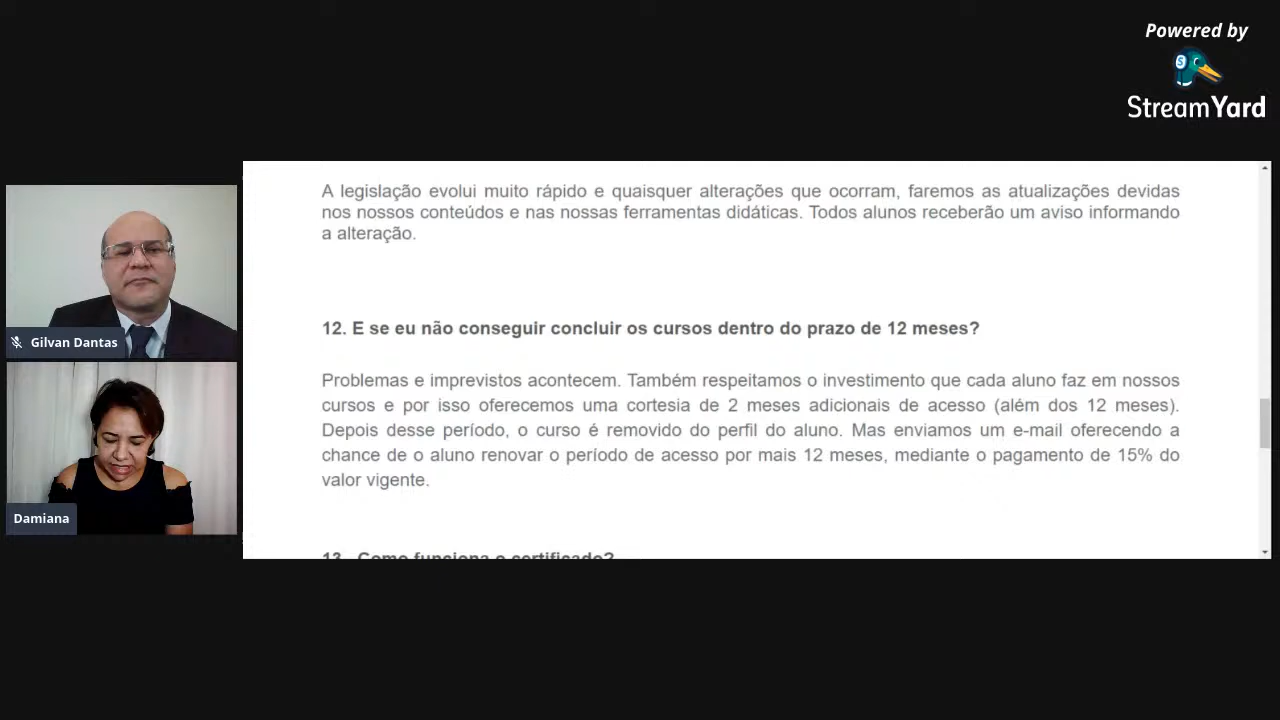 Powered by
StreamYard
A legislação evolui muito rápido e quaisquer alterações que ocorram, faremos as atualizações devidas
nos nossos conteúdos e nas nossas ferramentas didáticas. Todos alunos receberão um aviso informando
a alteração.
12. E se eu não conseguir concluir os cursos dentro do prazo de 12 meses?
Problemas e imprevistos acontecem. Também respeitamos o investimento que cada aluno faz em nossos
cursos e por isso oferecemos uma cortesia de 2 meses adicionais de acesso (além dos 12 meses).
Depois desse período, o curso é removido do perfil do aluno. Mas enviamos um e-mail oferecendo a
chance de o aluno renovar o período de acesso por mais 12 meses, mediante o pagamento de 15% do
valor vigente.
13. Como funciona o certificado?
Gilvan Dantas
Damiana